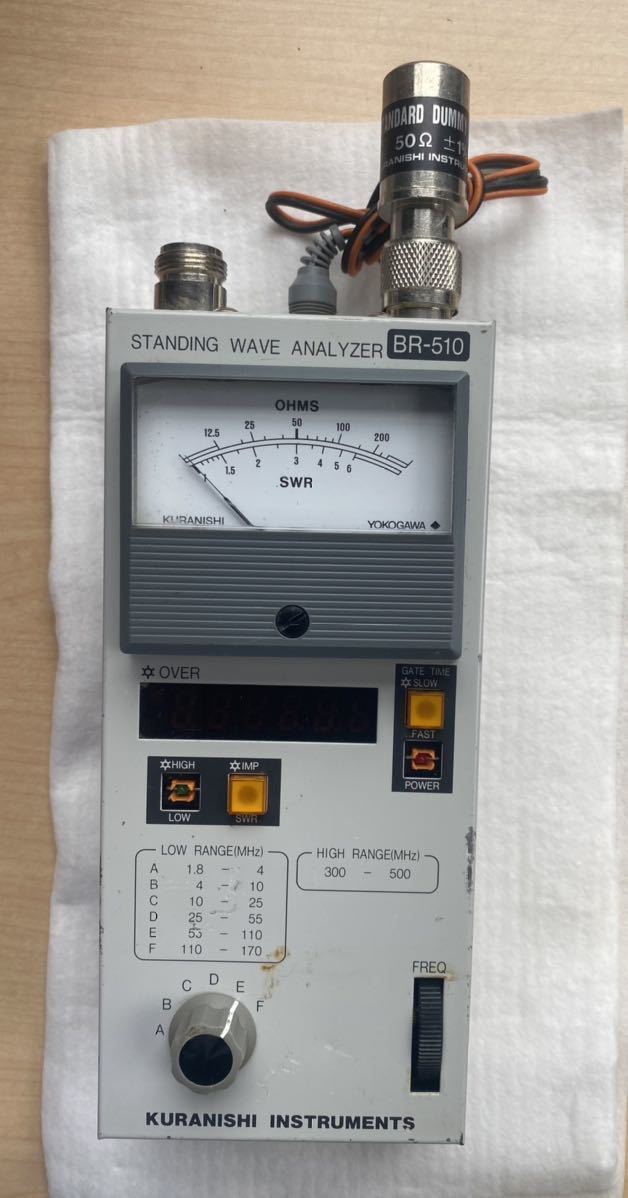 STANDARD DUMMY
50Ω ±1%
KURANISHI INSTRU
STANDING WAVE ANALYZER BR-510
OHMS
12.5 25 50 100 200
1 1.5 2 3 4 5 6
SWR
KURANISHI YOKOGAWA
OVER
GATE TIME
SLOW
FAST
POWER
HIGH IMP
LOW SWR
LOW RANGE(MHz)
A 1.8 - 4
B 4 - 10
C 10 - 25
D 25 - 55
E 55 - 110
F 110 - 170
HIGH RANGE(MHz)
300 - 500
FREQ
A B C D E F
KURANISHI INSTRUMENTS